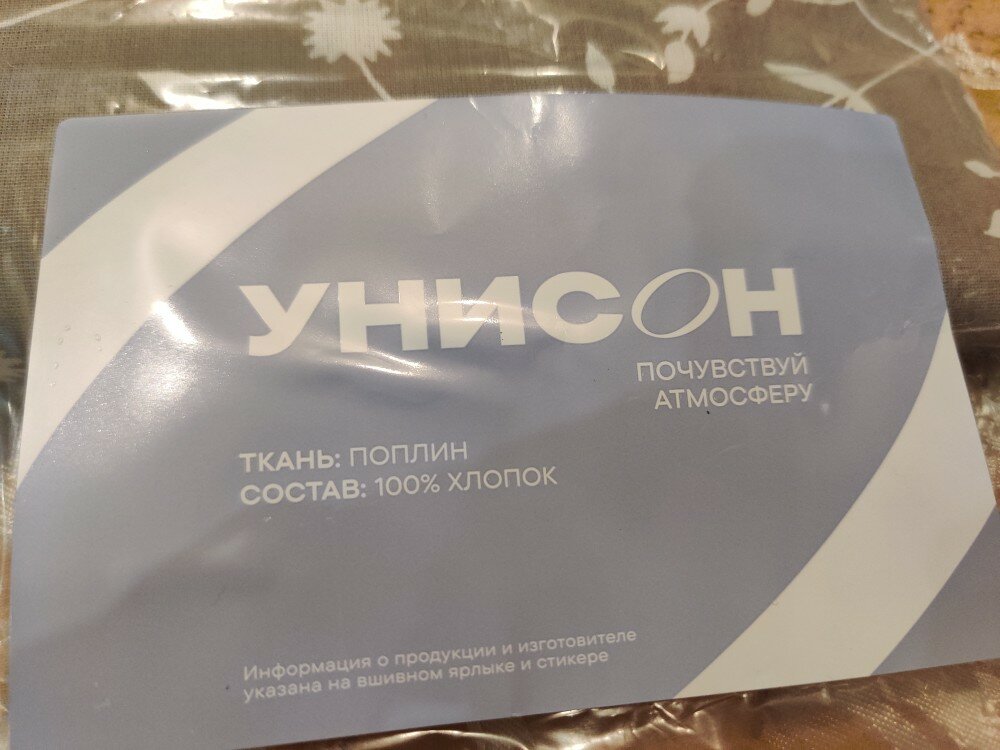 УНИСОН
ПОЧУВСТВУЙ
АТМОСФЕРУ
ТКАНЬ: ПОПЛИН
СОСТАВ: 100% ХЛОПОК
Информация о продукции и изготовителе
указана на вшивном ярлыке и стикере